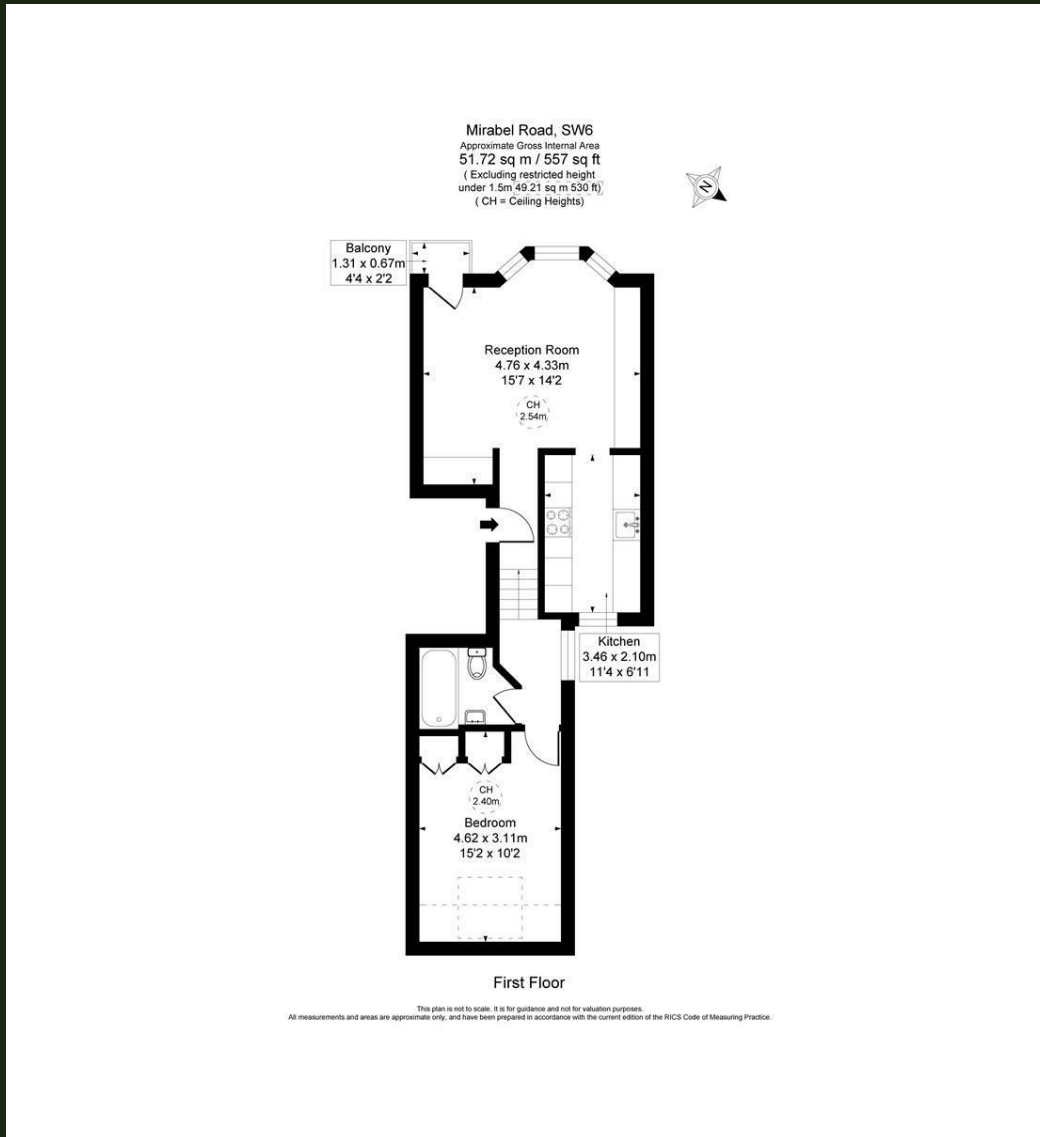 Mirabel Road, SW6
Approximate Gross Internal Area
51.72 sq m / 557 sq ft
( Excluding restricted height
under 1.5m 49.21 sq m 530 ft)
( CH = Ceiling Heights)
N
Balcony
1.31 x 0.67m
4'4 x 2'2
Reception Room
4.76 x 4.33m
15'7 x 14'2
CH
2.54m
Kitchen
3.46 x 2.10m
11'4 x 6'11
CH
2.40m
Bedroom
4.62 x 3.11m
15'2 x 10'2
First Floor
This plan is not to scale. It is for guidance and not for valuation purposes.
All measurements and areas are approximate only, and have been prepared in accordance with the current edition of the RICS Code of Measuring Practice.